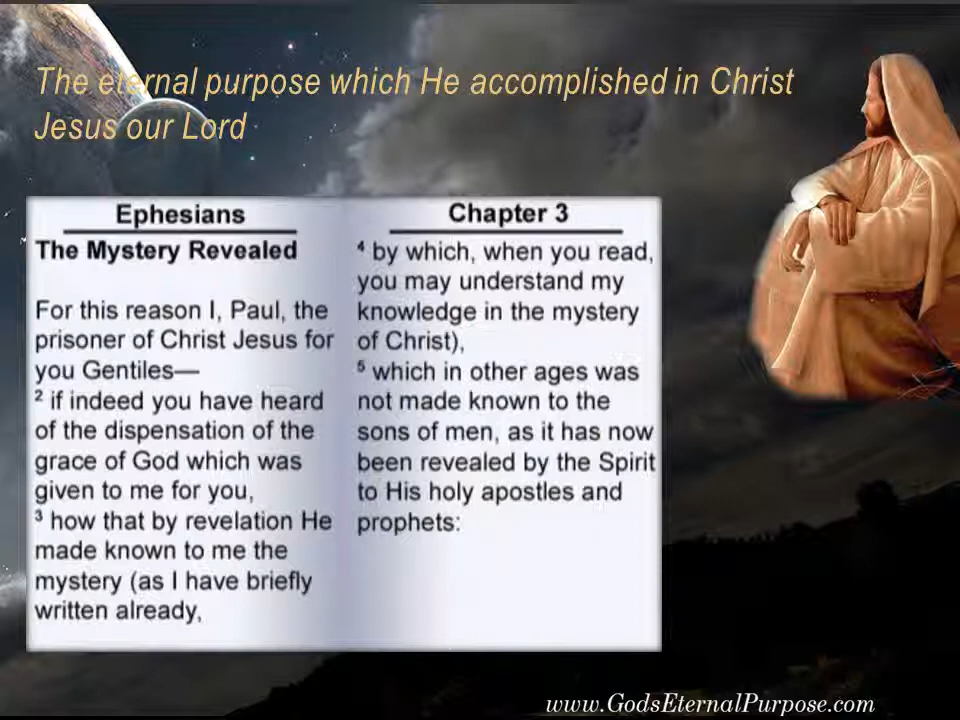 The eternal purpose which He accomplished in Christ
Jesus our Lord
Ephesians
The Mystery Revealed
For this reason I, Paul, the
prisoner of Christ Jesus for
you Gentiles—
2 if indeed you have heard
of the dispensation of the
grace of God which was
given to me for you,
3 how that by revelation He
made known to me the
mystery (as I have briefly
written already,
Chapter 3
4 by which, when you read,
you may understand my
knowledge in the mystery
of Christ),
5 which in other ages was
not made known to the
sons of men, as it has now
been revealed by the Spirit
to His holy apostles and
prophets:
www.GodsEternalPurpose.com